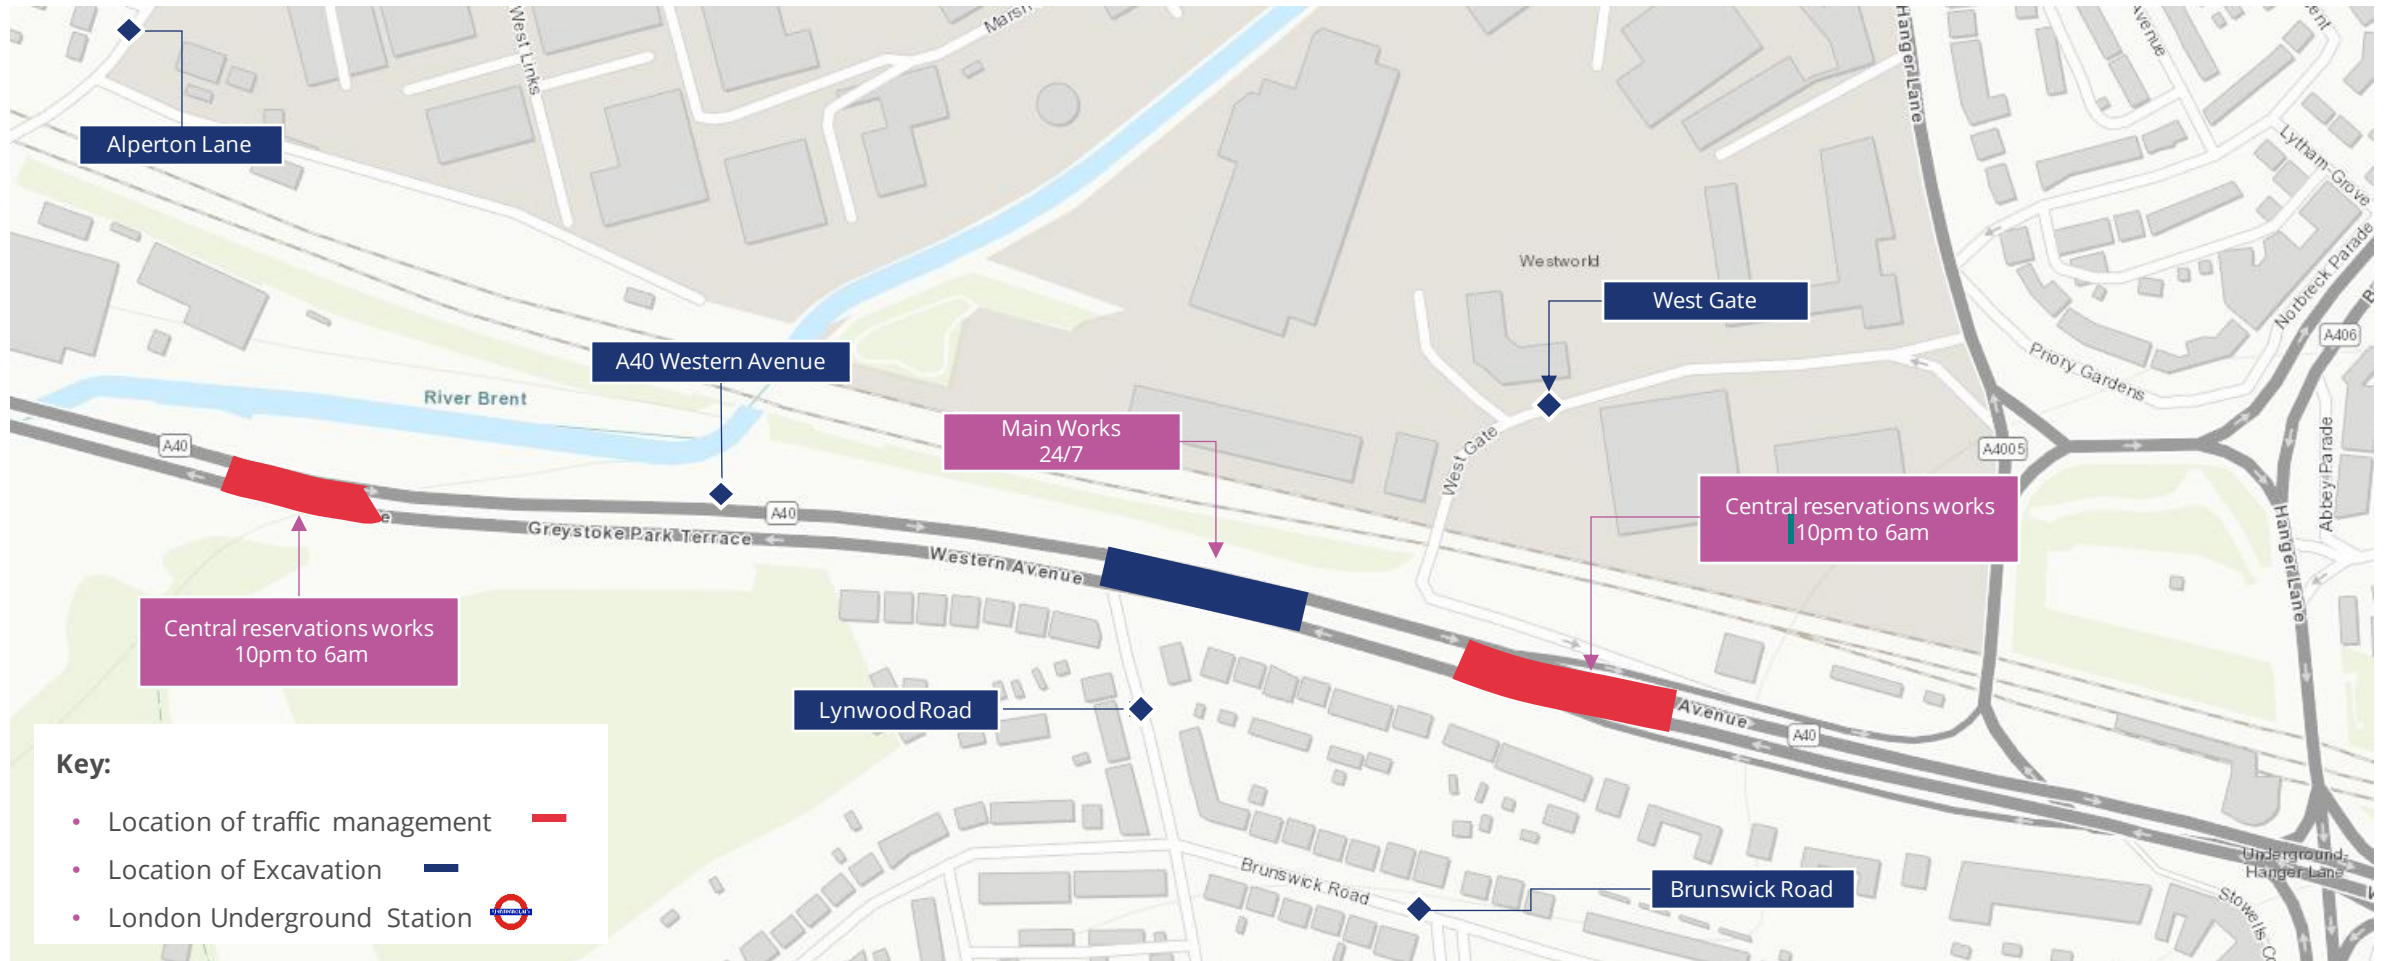 West Links
Marsh
Hanger Lane
Avenue
Alperton Lane
Lytham-Grove
Westworld
West Gate
Norbreck Parade
A406
Priory Gardens
A40 Western Avenue
River Brent
Main Works
24/7
A40
West Gate
A4005
Abbey Parade
Central reservations works
10pm to 6am
A40
Greystoke Park Terrace
Western Avenue
Hanger Lane
Central reservations works
10pm to 6am
Lynwood Road
Avenue
A40
Key:
• Location of traffic management
• Location of Excavation
• London Underground Station
UNDERGROUND
Brunswick Road
Brunswick Road
Underground-
Hanger Lane
Stowells